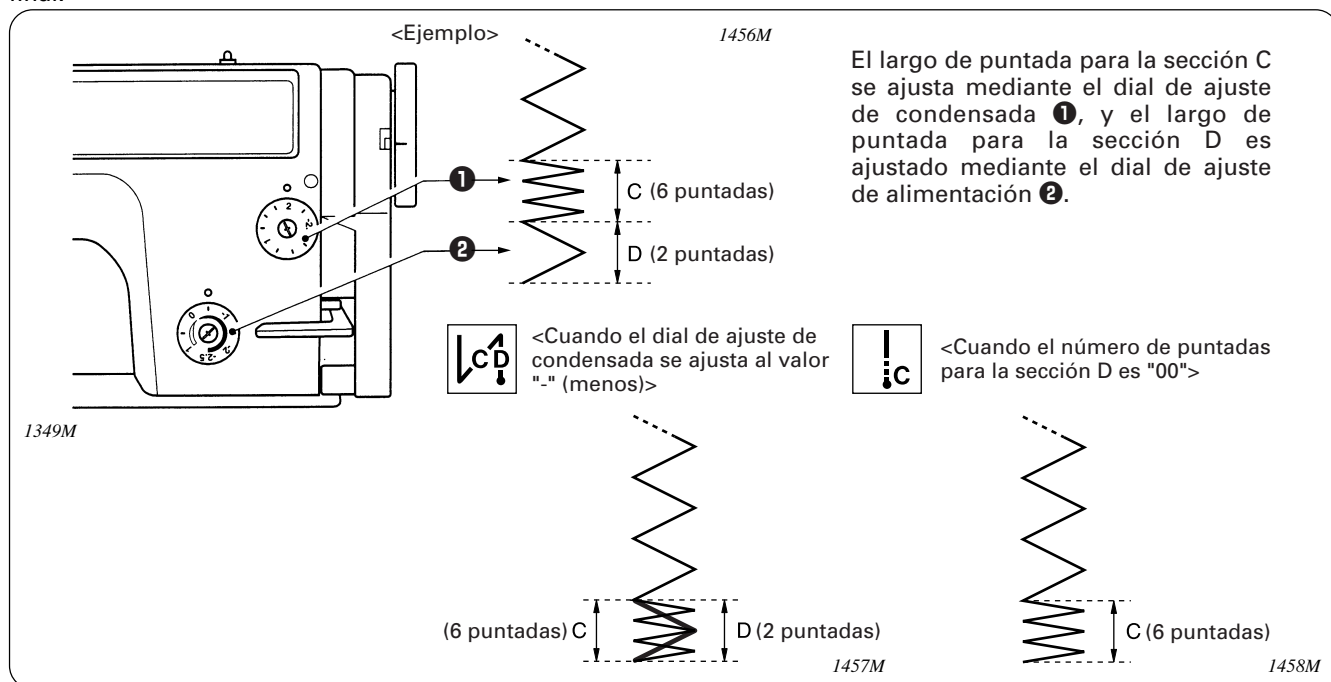 <Ejemplo>
1456M
El largo de puntada para la sección C
se ajusta mediante el dial de ajuste
de condensada ❶, y el largo de
puntada para la sección D es
ajustado mediante el dial de ajuste
de alimentación ❷.
❶
C (6 puntadas)
❷
D (2 puntadas)
C D
<Cuando el dial de ajuste de
condensada se ajusta al valor
"-" (menos)>
C
<Cuando el número de puntadas
para la sección D es "00">
1349M
(6 puntadas) C
D (2 puntadas)
1457M
C (6 puntadas)
1458M